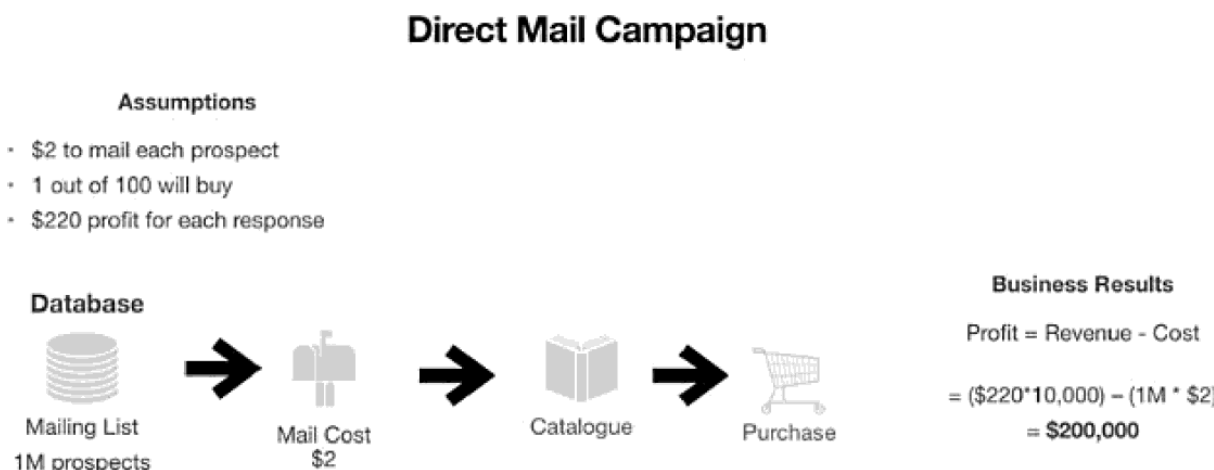 Direct Mail Campaign
Assumptions
· $2 to mail each prospect
· 1 out of 100 will buy
· $220 profit for each response
Database
Mailing List
1M prospects
Mail Cost
$2
Catalogue
Purchase
Business Results
Profit = Revenue - Cost
= ($220*10,000) – (1M * $2)
= $200,000